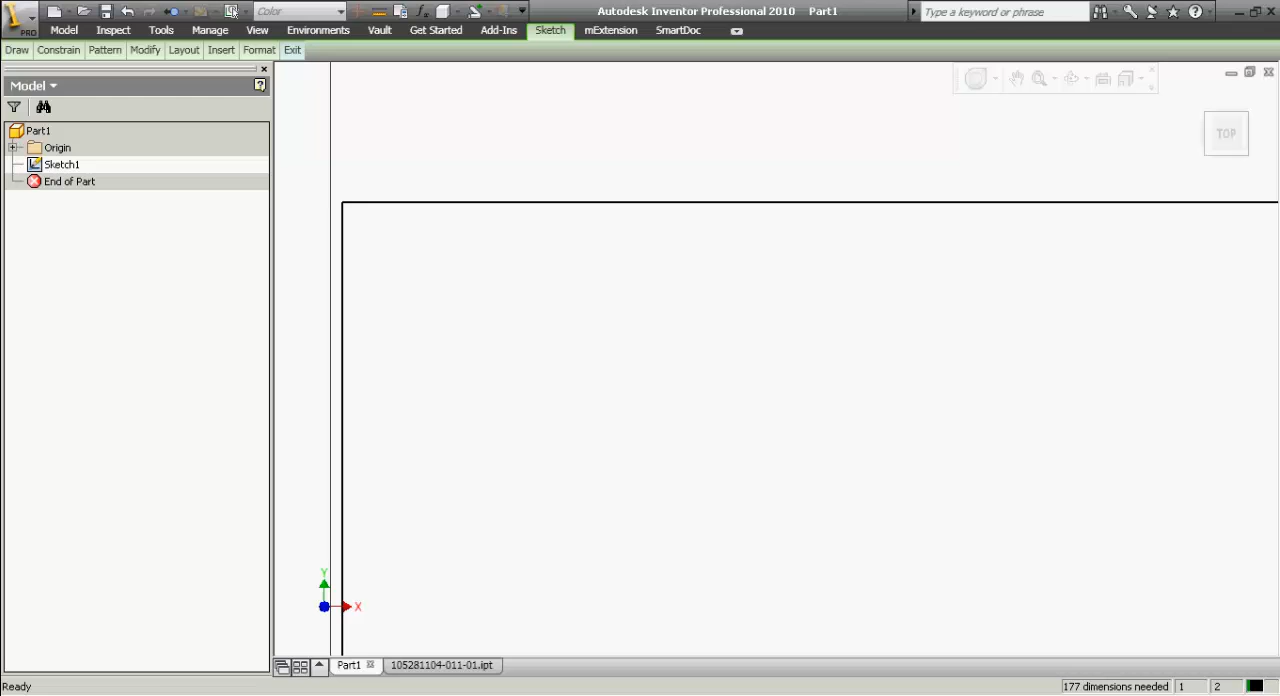 Color
Autodesk Inventor Professional 2010 Part1
Type a keyword or phrase
PRO
Model Inspect Tools Manage View Environments Vault Get Started Add-Ins Sketch mExtension SmartDoc
Draw Constrain Pattern Modify Layout Insert Format Exit
Model
Part1
Origin
Sketch1
End of Part
TOP
Y
X
Part1 105281104-011-01.ipt
Ready 177 dimensions needed 1 2